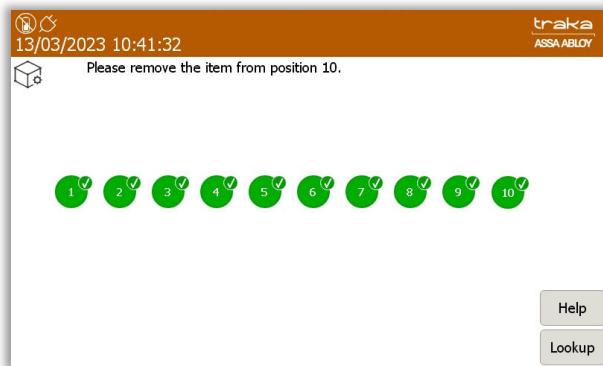 traka
13/03/2023 10:41:32
ASSA ABLOY
Please remove the item from position 10.
1 2 3 4 5 6 7 8 9 10
Help
Lookup